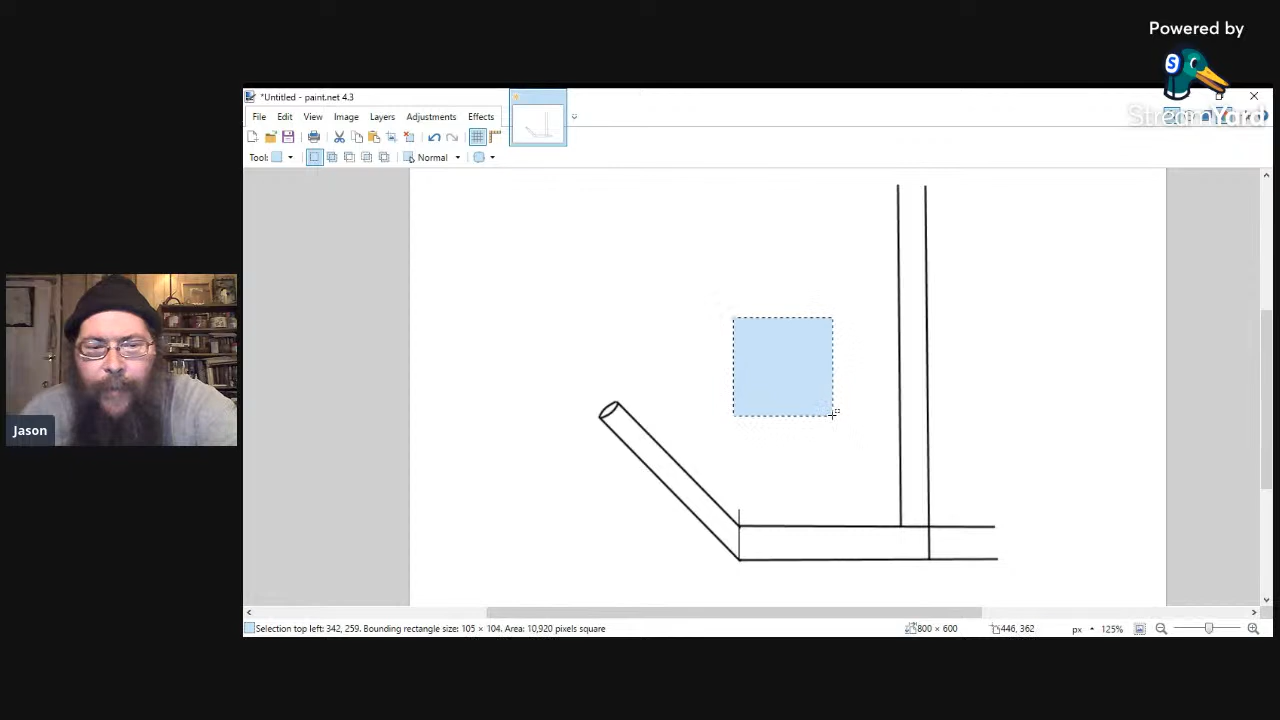 Powered by
S
StreamYard
*Untitled - paint.net 4.3
File Edit View Image Layers Adjustments Effects
Tool: Normal
Jason
Selection top left: 342, 259. Bounding rectangle size: 105 × 104. Area: 10,920 pixels square
800 × 600
446, 362
px
125%